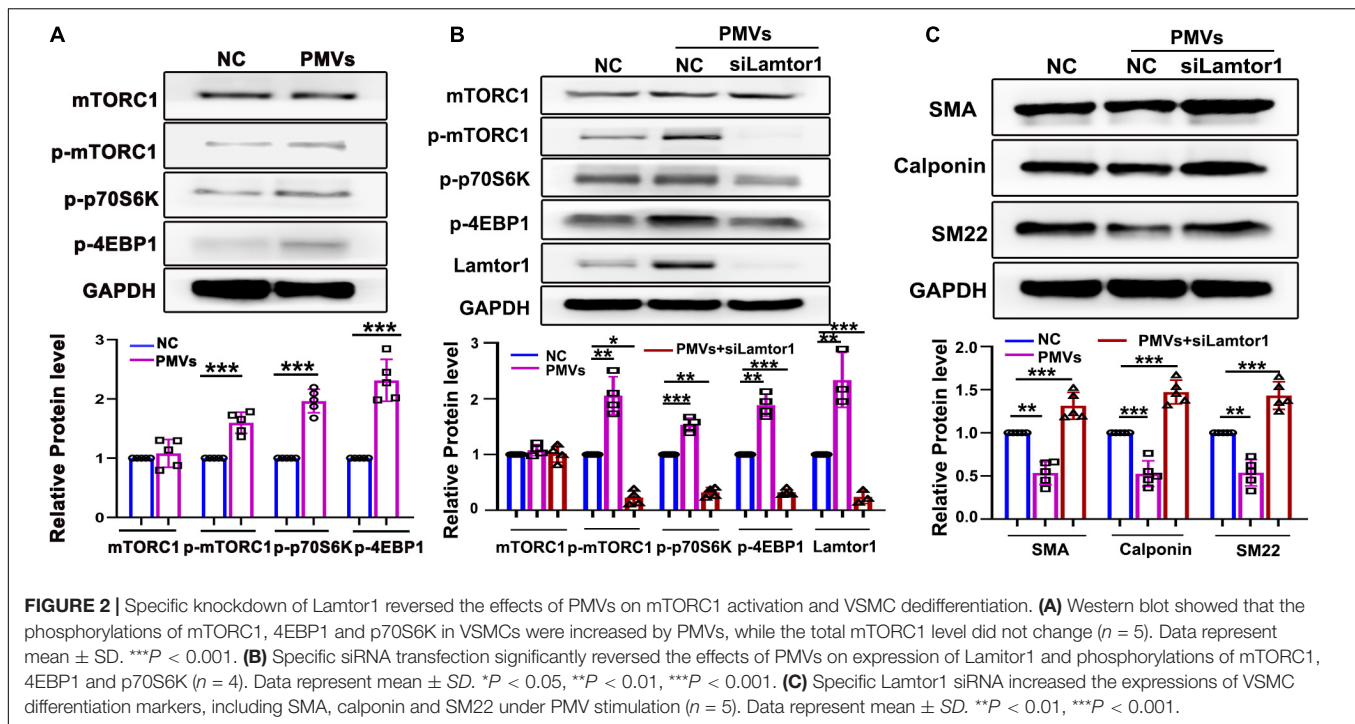 A
NC PMVs
mTORC1
p-mTORC1
p-p70S6K
p-4EBP1
GAPDH
Relative Protein level
3
2
1
0
NC
PMVs
***
***
***
mTORC1 p-mTORC1 p-p70S6K p-4EBP1
B
PMVs
NC NC siLamtor1
mTORC1
p-mTORC1
p-p70S6K
p-4EBP1
Lamtor1
GAPDH
Relative Protein level
3
2
1
0
NC
PMVs
PMVs+siLamtor1
*
**
**
***
***
**
***
**
mTORC1 p-mTORC1 p-p70S6K p-4EBP1 Lamtor1
C
PMVs
NC NC siLamtor1
SMA
Calponin
SM22
GAPDH
Relative Protein level
2.0
1.5
1.0
0.5
0.0
NC
PMVs
PMVs+siLamtor1
***
**
***
***
***
**
SMA Calponin SM22
FIGURE 2 | Specific knockdown of Lamtor1 reversed the effects of PMVs on mTORC1 activation and VSMC dedifferentiation. (A) Western blot showed that the
phosphorylations of mTORC1, 4EBP1 and p70S6K in VSMCs were increased by PMVs, while the total mTORC1 level did not change (n = 5). Data represent
mean ± SD. ***P < 0.001. (B) Specific siRNA transfection significantly reversed the effects of PMVs on expression of Lamitor1 and phosphorylations of mTORC1,
4EBP1 and p70S6K (n = 4). Data represent mean ± SD. *P < 0.05, **P < 0.01, ***P < 0.001. (C) Specific Lamtor1 siRNA increased the expressions of VSMC
differentiation markers, including SMA, calponin and SM22 under PMV stimulation (n = 5). Data represent mean ± SD. **P < 0.01, ***P < 0.001.